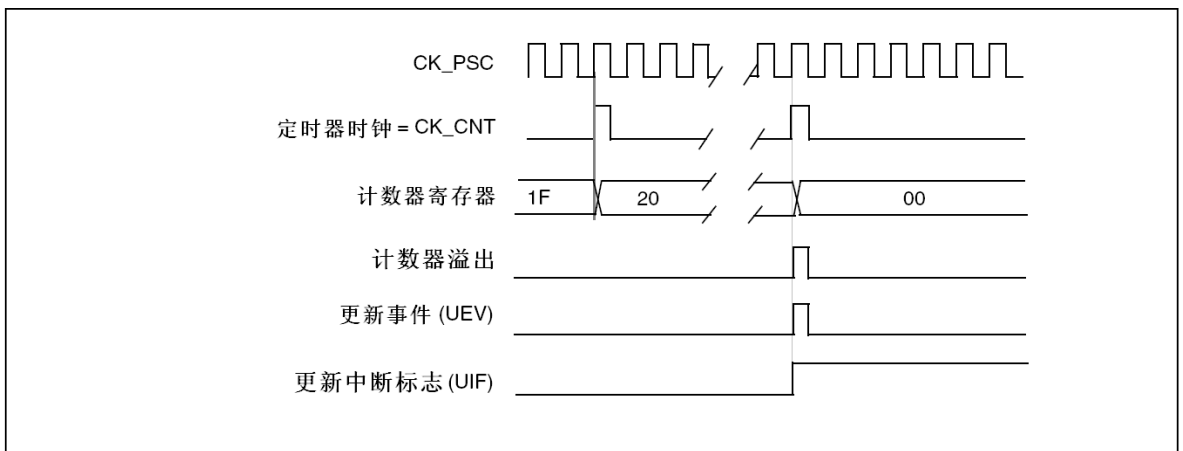 CK_PSC
定时器时钟 = CK_CNT
计数器寄存器 1F 20 00
计数器溢出
更新事件 (UEV)
更新中断标志 (UIF)